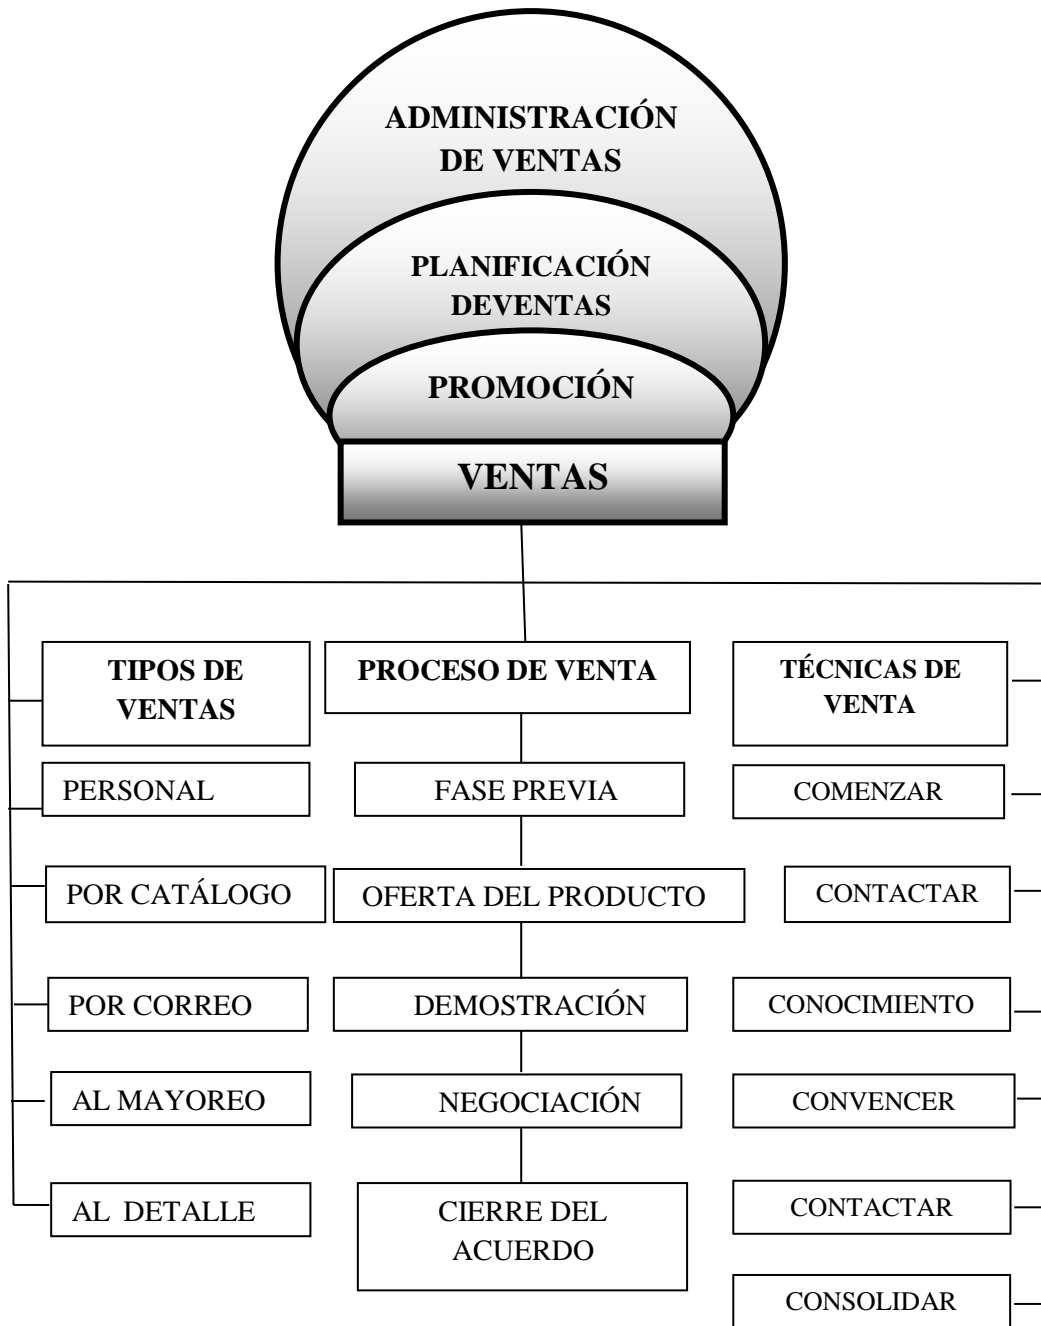 ADMINISTRACIÓN
DE VENTAS
PLANIFICACIÓN
DEVENTAS
PROMOCIÓN
VENTAS
TIPOS DE
VENTAS
PERSONAL
POR CATÁLOGO
POR CORREO
AL MAYOREO
AL DETALLE
PROCESO DE VENTA
FASE PREVIA
OFERTA DEL PRODUCTO
DEMOSTRACIÓN
NEGOCIACIÓN
CIERRE DEL
ACUERDO
TÉCNICAS DE
VENTA
COMENZAR
CONTACTAR
CONOCIMIENTO
CONVENCER
CONTACTAR
CONSOLIDAR